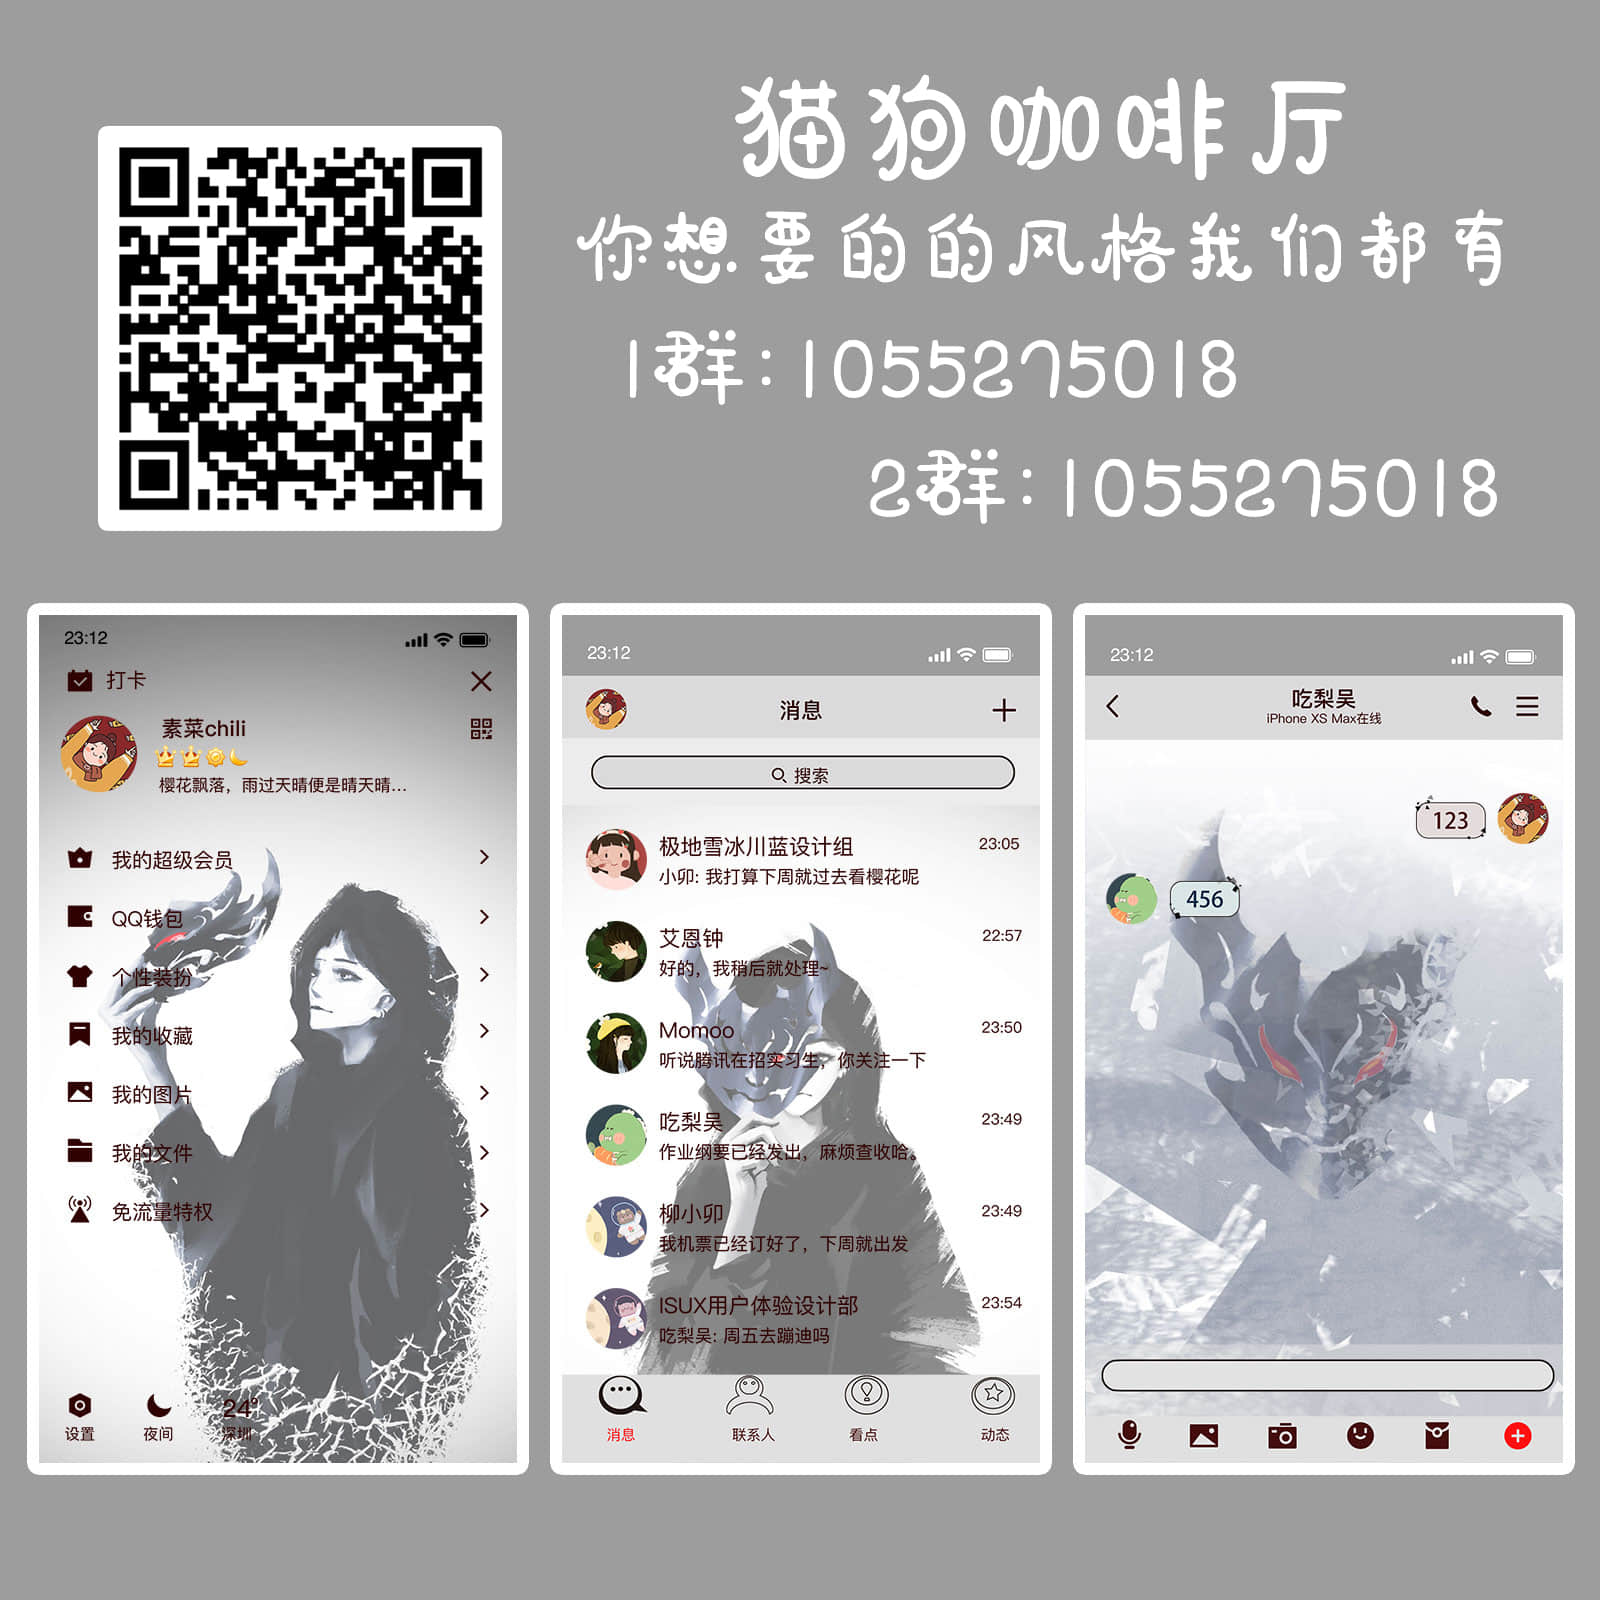 猫狗咖啡厅
你想要的的风格我们都有
1群:1055275018
2群:1055275018
23:12
打卡
素菜chili
樱花飘落，雨过天晴便是晴天晴...
我的超级会员
QQ钱包
个性装扮
我的收藏
我的图片
我的文件
免流量特权
24°
设置 夜间 深圳
23:12
消息
搜索
极地雪冰川蓝设计组 23:05
小卯: 我打算下周就过去看樱花呢
艾恩钟 22:57
好的，我稍后就处理~
Momoo 23:50
听说腾讯在招实习生，你关注一下
吃梨吴 23:49
作业纲要已经发出，麻烦查收哈。
柳小卯 23:49
我机票已经订好了，下周就出发
ISUX用户体验设计部 23:54
吃梨吴: 周五去蹦迪吗
消息 联系人 看点 动态
23:12
吃梨吴
iPhone XS Max在线
123
456